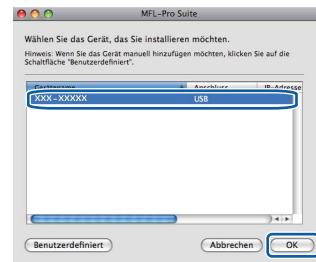 MFL-Pro Suite
Wählen Sie das Gerät, das Sie installieren möchten.
Hinweis: Wenn Sie das Gerät manuell hinzufügen möchten, klicken Sie auf die
Schaltfläche "Benutzerdefiniert".
Gerätename Anschluss IP-Adresse
XXX-XXXXX USB
Benutzerdefiniert Abbrechen OK